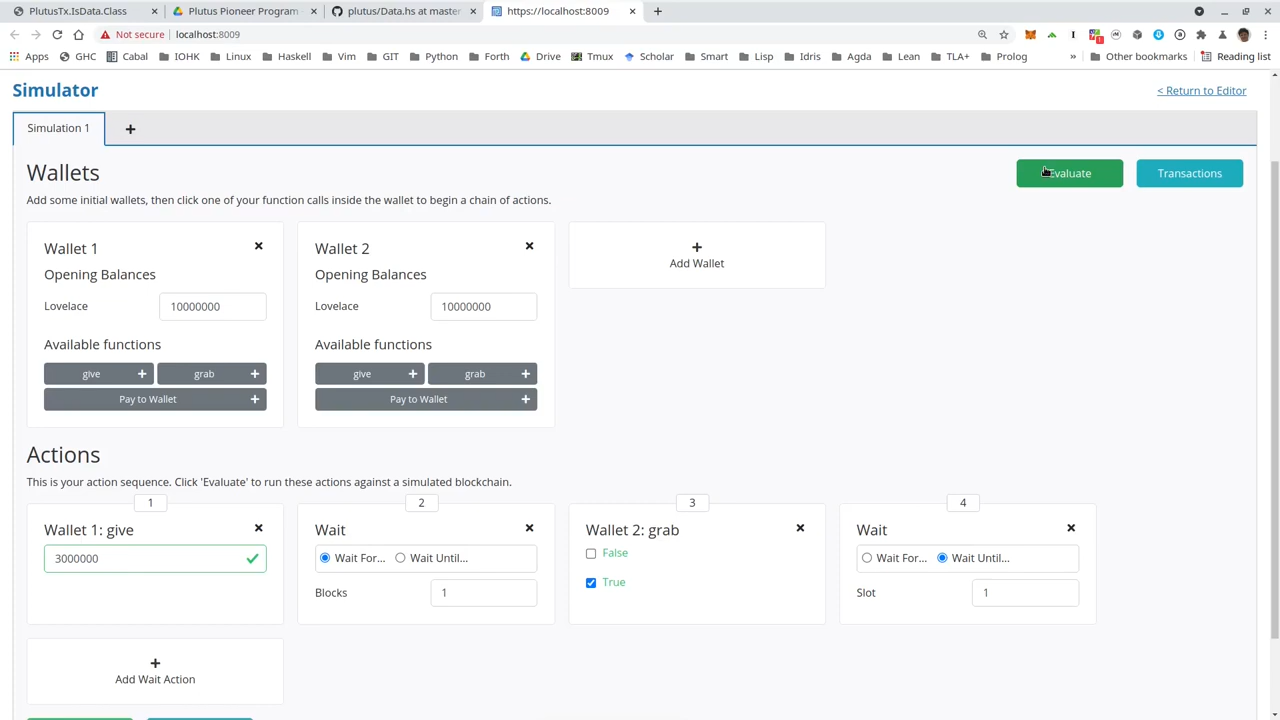 PlutusTx.IsData.Class
Plutus Pioneer Program
plutus/Data.hs at master
https://localhost:8009
Not secure localhost:8009
Apps GHC Cabal IOHK Linux Haskell Vim GIT Python Forth Drive Tmux Scholar Smart Lisp Idris Agda Lean TLA+ Prolog » Other bookmarks Reading list
Simulator
< Return to Editor
Simulation 1 +
Wallets
Evaluate
Transactions
Add some initial wallets, then click one of your function calls inside the wallet to begin a chain of actions.
Wallet 1
Opening Balances
Lovelace 10000000
Available functions
give + grab +
Pay to Wallet +
Wallet 2
Opening Balances
Lovelace 10000000
Available functions
give + grab +
Pay to Wallet +
+
Add Wallet
Actions
This is your action sequence. Click 'Evaluate' to run these actions against a simulated blockchain.
1
Wallet 1: give
3000000
2
Wait
Wait For... Wait Until...
Blocks 1
3
Wallet 2: grab
False
True
4
Wait
Wait For... Wait Until...
Slot 1
+
Add Wait Action